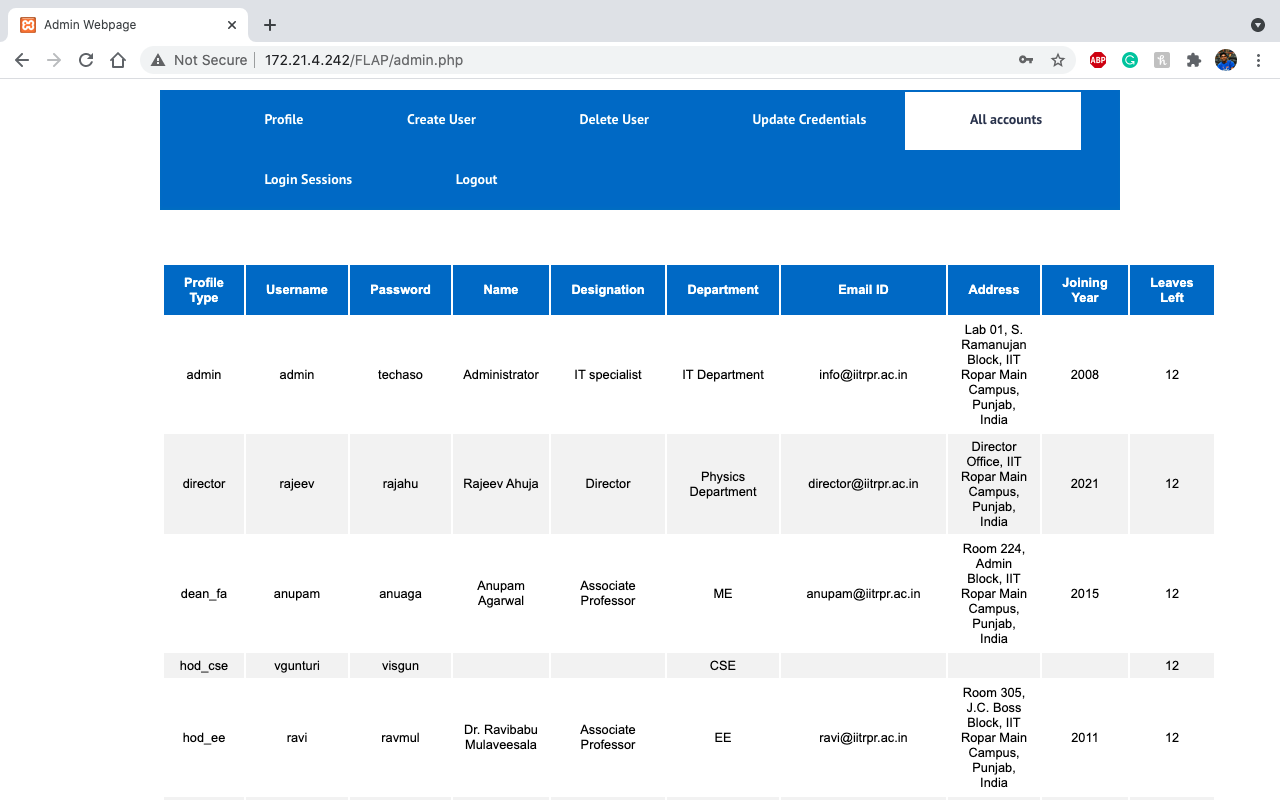 Admin Webpage
Not Secure 172.21.4.242/FLAP/admin.php
ABP
Profile Create User Delete User Update Credentials All accounts
Login Sessions Logout
Profile Type Username Password Name Designation Department Email ID Address Joining Year Leaves Left
admin admin techaso Administrator IT specialist IT Department info@iitrpr.ac.in Lab 01, S. Ramanujan Block, IIT Ropar Main Campus, Punjab, India 2008 12
director rajeev rajahu Rajeev Ahuja Director Physics Department director@iitrpr.ac.in Director Office, IIT Ropar Main Campus, Punjab, India 2021 12
dean_fa anupam anuaga Anupam Agarwal Associate Professor ME anupam@iitrpr.ac.in Room 224, Admin Block, IIT Ropar Main Campus, Punjab, India 2015 12
hod_cse vgunturi visgun CSE 12
hod_ee ravi ravmul Dr. Ravibabu Mulaveesala Associate Professor EE ravi@iitrpr.ac.in Room 305, J.C. Boss Block, IIT Ropar Main Campus, Punjab, India 2011 12